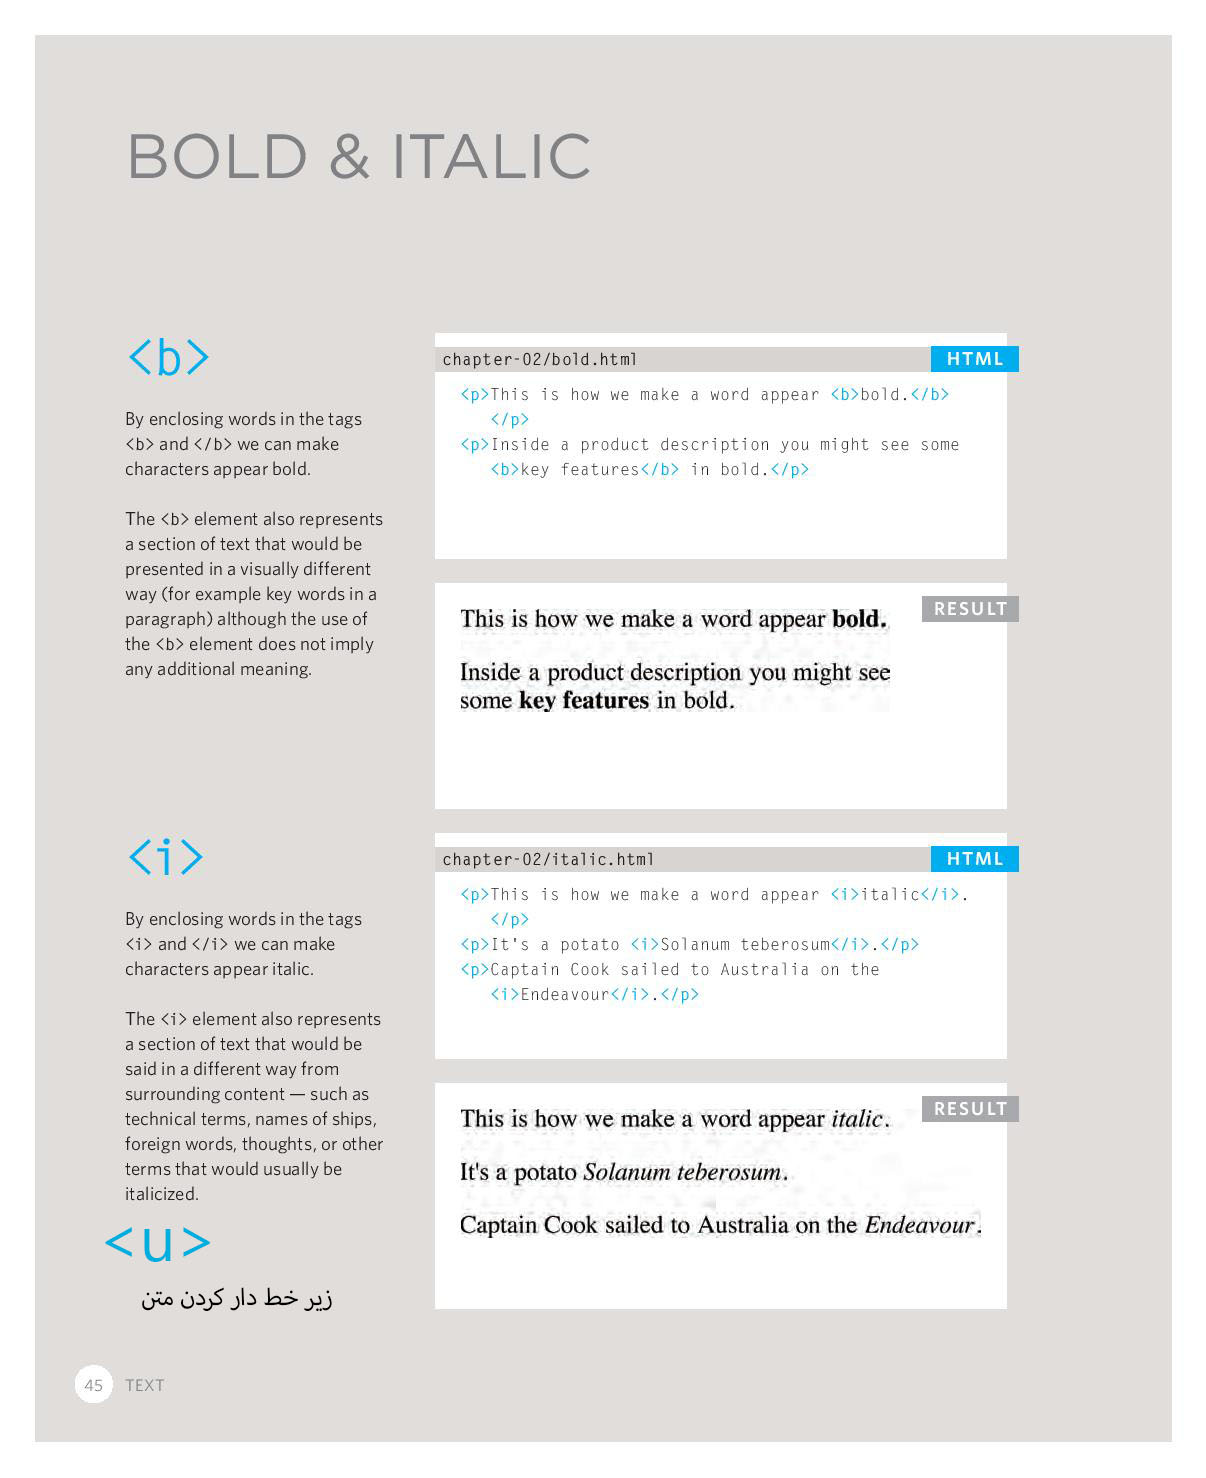 BOLD & ITALIC
<b>
By enclosing words in the tags
<b> and </b> we can make
characters appear bold.
The <b> element also represents
a section of text that would be
presented in a visually different
way (for example key words in a
paragraph) although the use of
the <b> element does not imply
any additional meaning.
chapter-02/bold.html
HTML
<p>This is how we make a word appear <b>bold.</b>
</p>
<p>Inside a product description you might see some
<b>key features</b> in bold.</p>
RESULT
This is how we make a word appear bold.
Inside a product description you might see
some key features in bold.
<i>
By enclosing words in the tags
<i> and </i> we can make
characters appear italic.
The <i> element also represents
a section of text that would be
said in a different way from
surrounding content — such as
technical terms, names of ships,
foreign words, thoughts, or other
terms that would usually be
italicized.
chapter-02/italic.html
HTML
<p>This is how we make a word appear <i>italic</i>.
</p>
<p>It's a potato <i>Solanum teberosum</i>.</p>
<p>Captain Cook sailed to Australia on the
<i>Endeavour</i>.</p>
RESULT
This is how we make a word appear italic.
It's a potato Solanum teberosum.
Captain Cook sailed to Australia on the Endeavour.
<u>
زیر خط دار کردن متن
45 TEXT